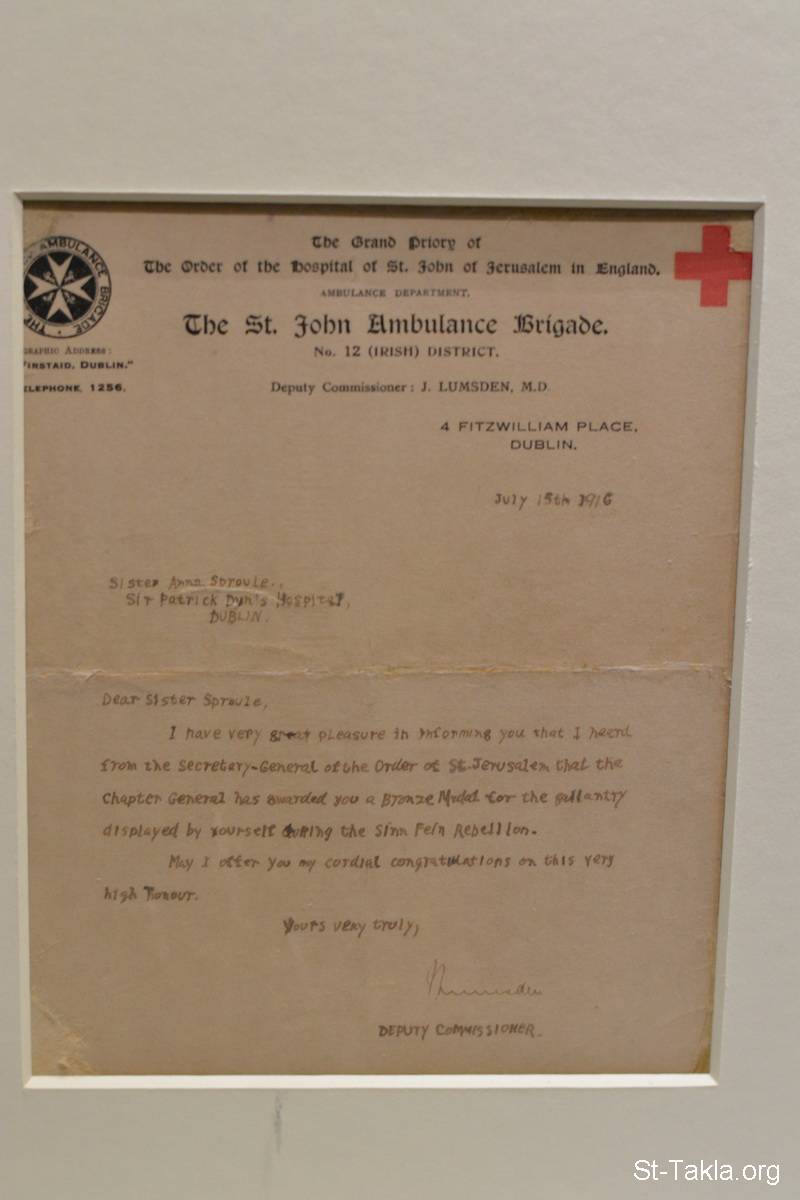 The Grand Priory of
The Order of the Hospital of St. John of Jerusalem in England.
AMBULANCE DEPARTMENT.
The St. John Ambulance Brigade.
No. 12 (IRISH) DISTRICT.
Deputy Commissioner: J. LUMSDEN, M.D.
AMBULANCE BRIGADE · THE
GRAPHIC ADDRESS:
"FIRSTAID, DUBLIN."
ELEPHONE, 1256.
4 FITZWILLIAM PLACE,
DUBLIN.
July 15th 1916
Sister Anna Sproule.,
Sir Patrick Dyn's Hospital,
DUBLIN.
Dear Sister Sproule,
I have very great pleasure in informing you that I heard
from the Secretary-General of the Order of St. Jerusalem that the
Chapter General has awarded you a Bronze Medal for the gallantry
displayed by yourself during the Sinn Fein Rebellion.
May I offer you my cordial congratulations on this very
high honour.
Yours very truly,
DEPUTY COMMISSIONER.
St-Takla.org